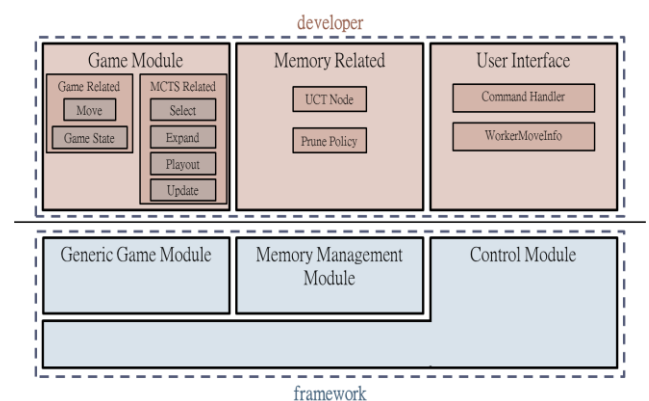 developer
Game Module
Game Related
Move
Game State
MCTS Related
Select
Expand
Playout
Update
Memory Related
UCT Node
Prune Policy
User Interface
Command Handler
WorkerMoveInfo
Generic Game Module
Memory Management
Module
Control Module
framework